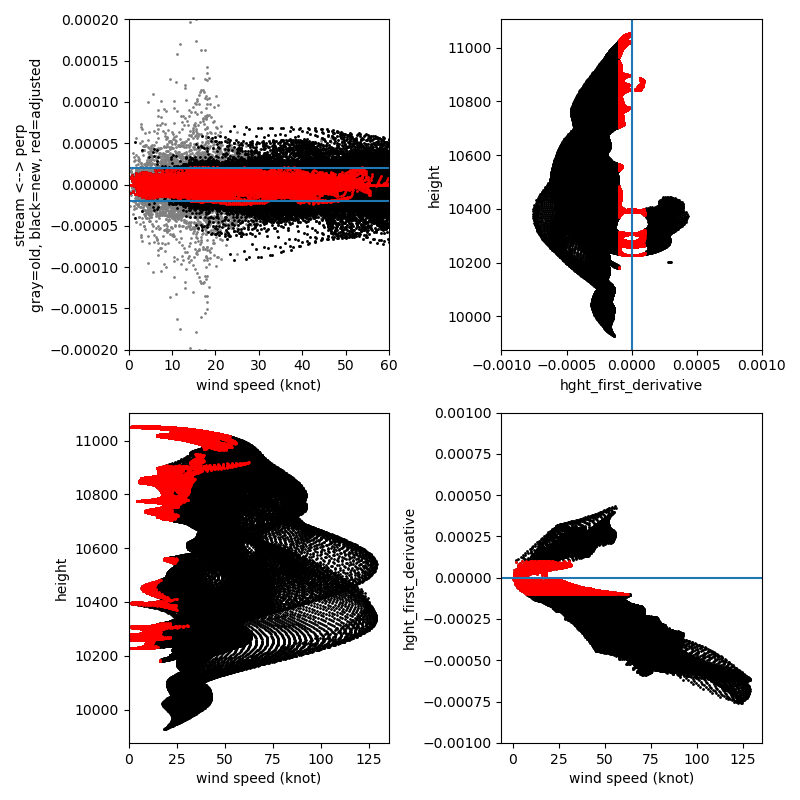 0.00020
0.00015
0.00010
0.00005
0.00000
−0.00005
−0.00010
−0.00015
−0.00020
stream <--> perp
gray=old, black=new, red=adjusted
0 10 20 30 40 50 60
wind speed (knot)
11000
10800
10600
10400
10200
10000
height
−0.0010 −0.0005 0.0000 0.0005 0.0010
hght_first_derivative
11000
10800
10600
10400
10200
10000
height
0 25 50 75 100 125
wind speed (knot)
0.00100
0.00075
0.00050
0.00025
0.00000
−0.00025
−0.00050
−0.00075
−0.00100
hght_first_derivative
0 25 50 75 100 125
wind speed (knot)